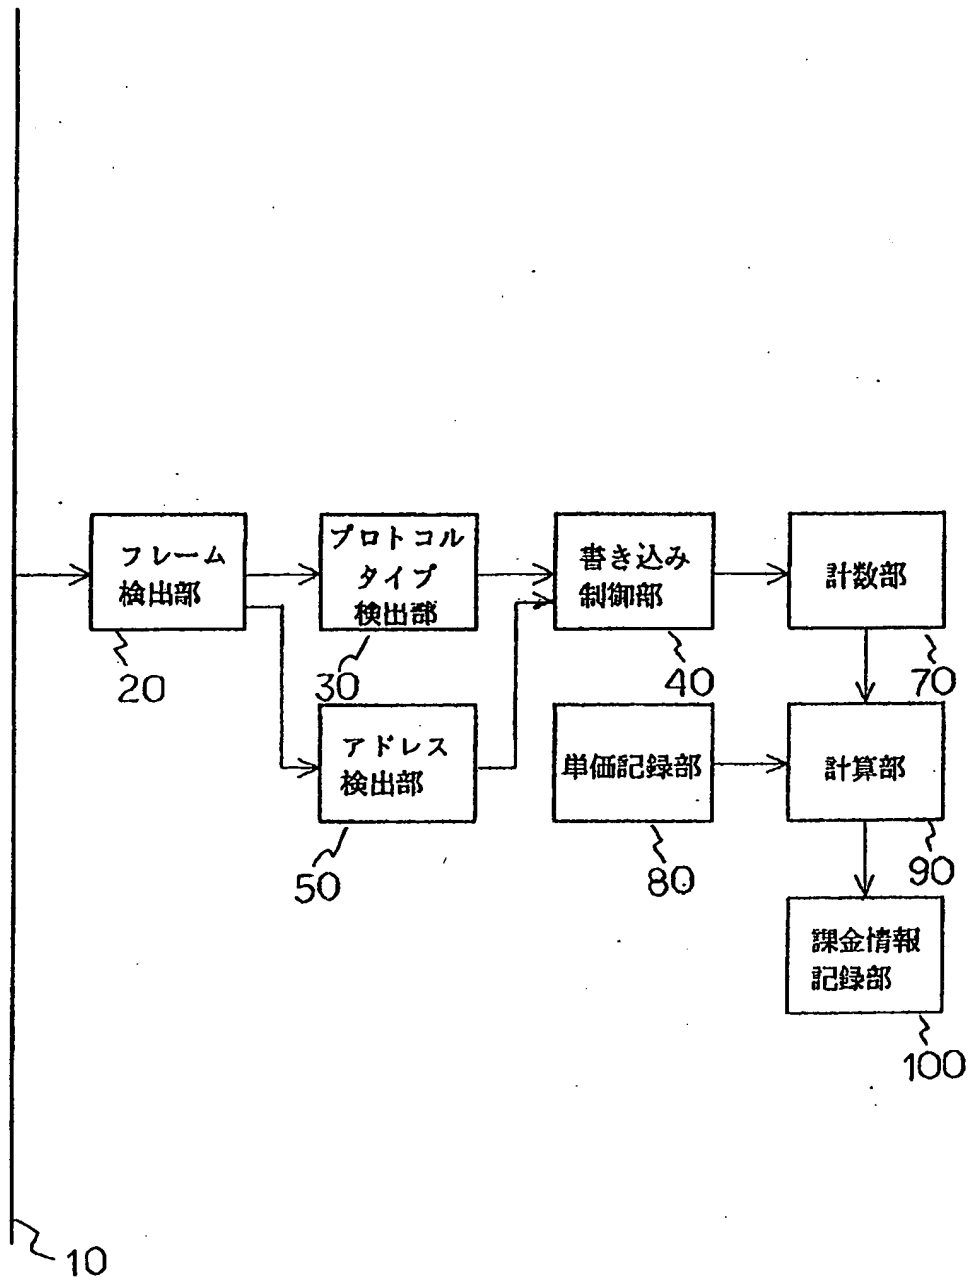 フレーム
検出部
20
プロトコル
タイプ
検出部
30
書き込み
制御部
40
計数部
70
アドレス
検出部
50
単価記録部
80
計算部
90
課金情報
記録部
100
10